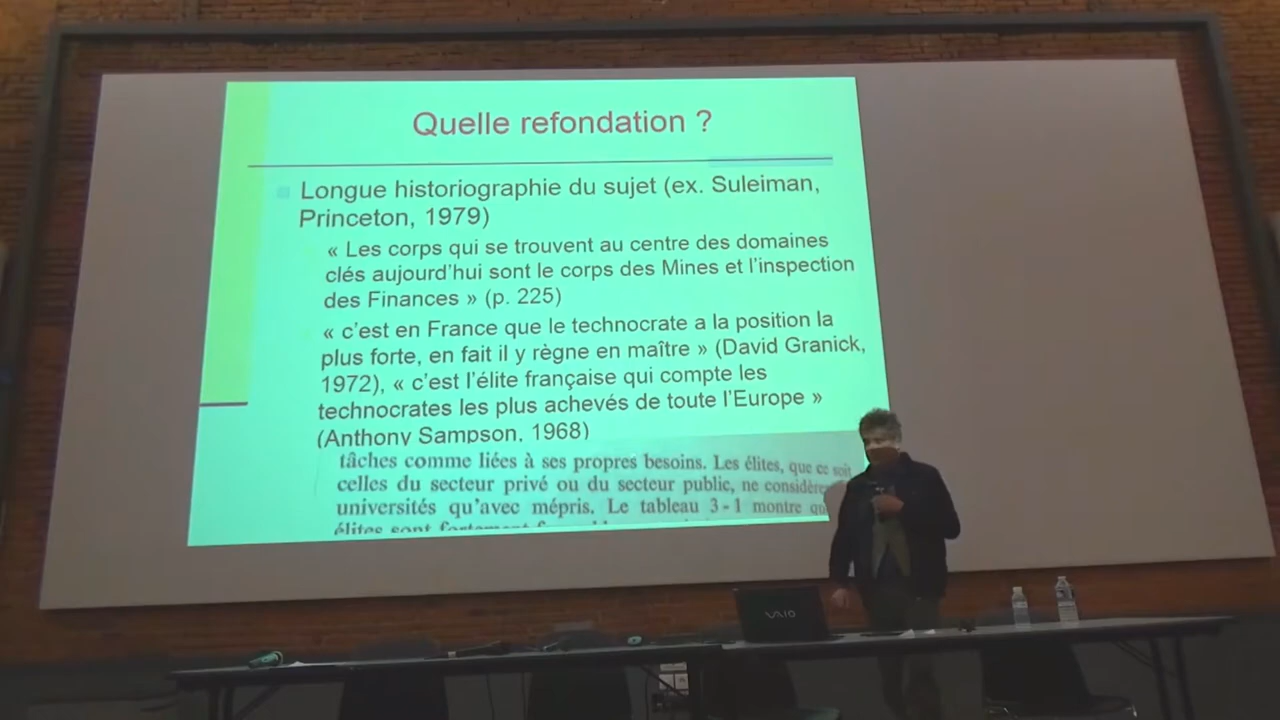 Quelle refondation ?
Longue historiographie du sujet (ex. Suleiman,
Princeton, 1979)
« Les corps qui se trouvent au centre des domaines
clés aujourd'hui sont le corps des Mines et l'inspection
des Finances » (p. 225)
« c'est en France que le technocrate a la position la
plus forte, en fait il y règne en maître » (David Granick,
1972), « c'est l'élite française qui compte les
technocrates les plus achevés de toute l'Europe »
(Anthony Sampson, 1968)
tâches comme liées à ses propres besoins. Les élites, que ce soit
celles du secteur privé ou du secteur public, ne considère
universités qu'avec mépris. Le tableau 3-1 montre
élites sont
VAIO